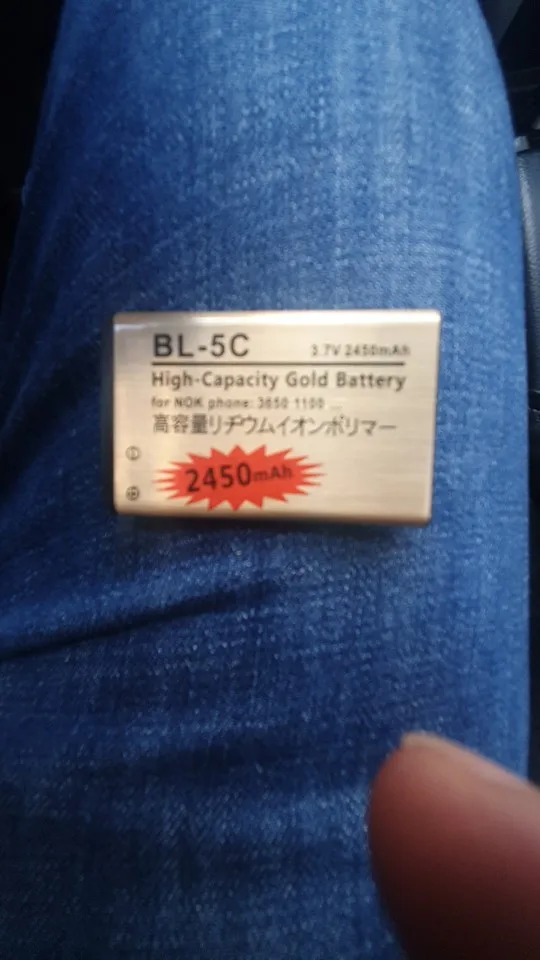 BL-5C
3.7V 2450mAh
High-Capacity Gold Battery
for NOK phone: 3650 1100 ...
高容量リヂウムイオンポリマー
2450mAh